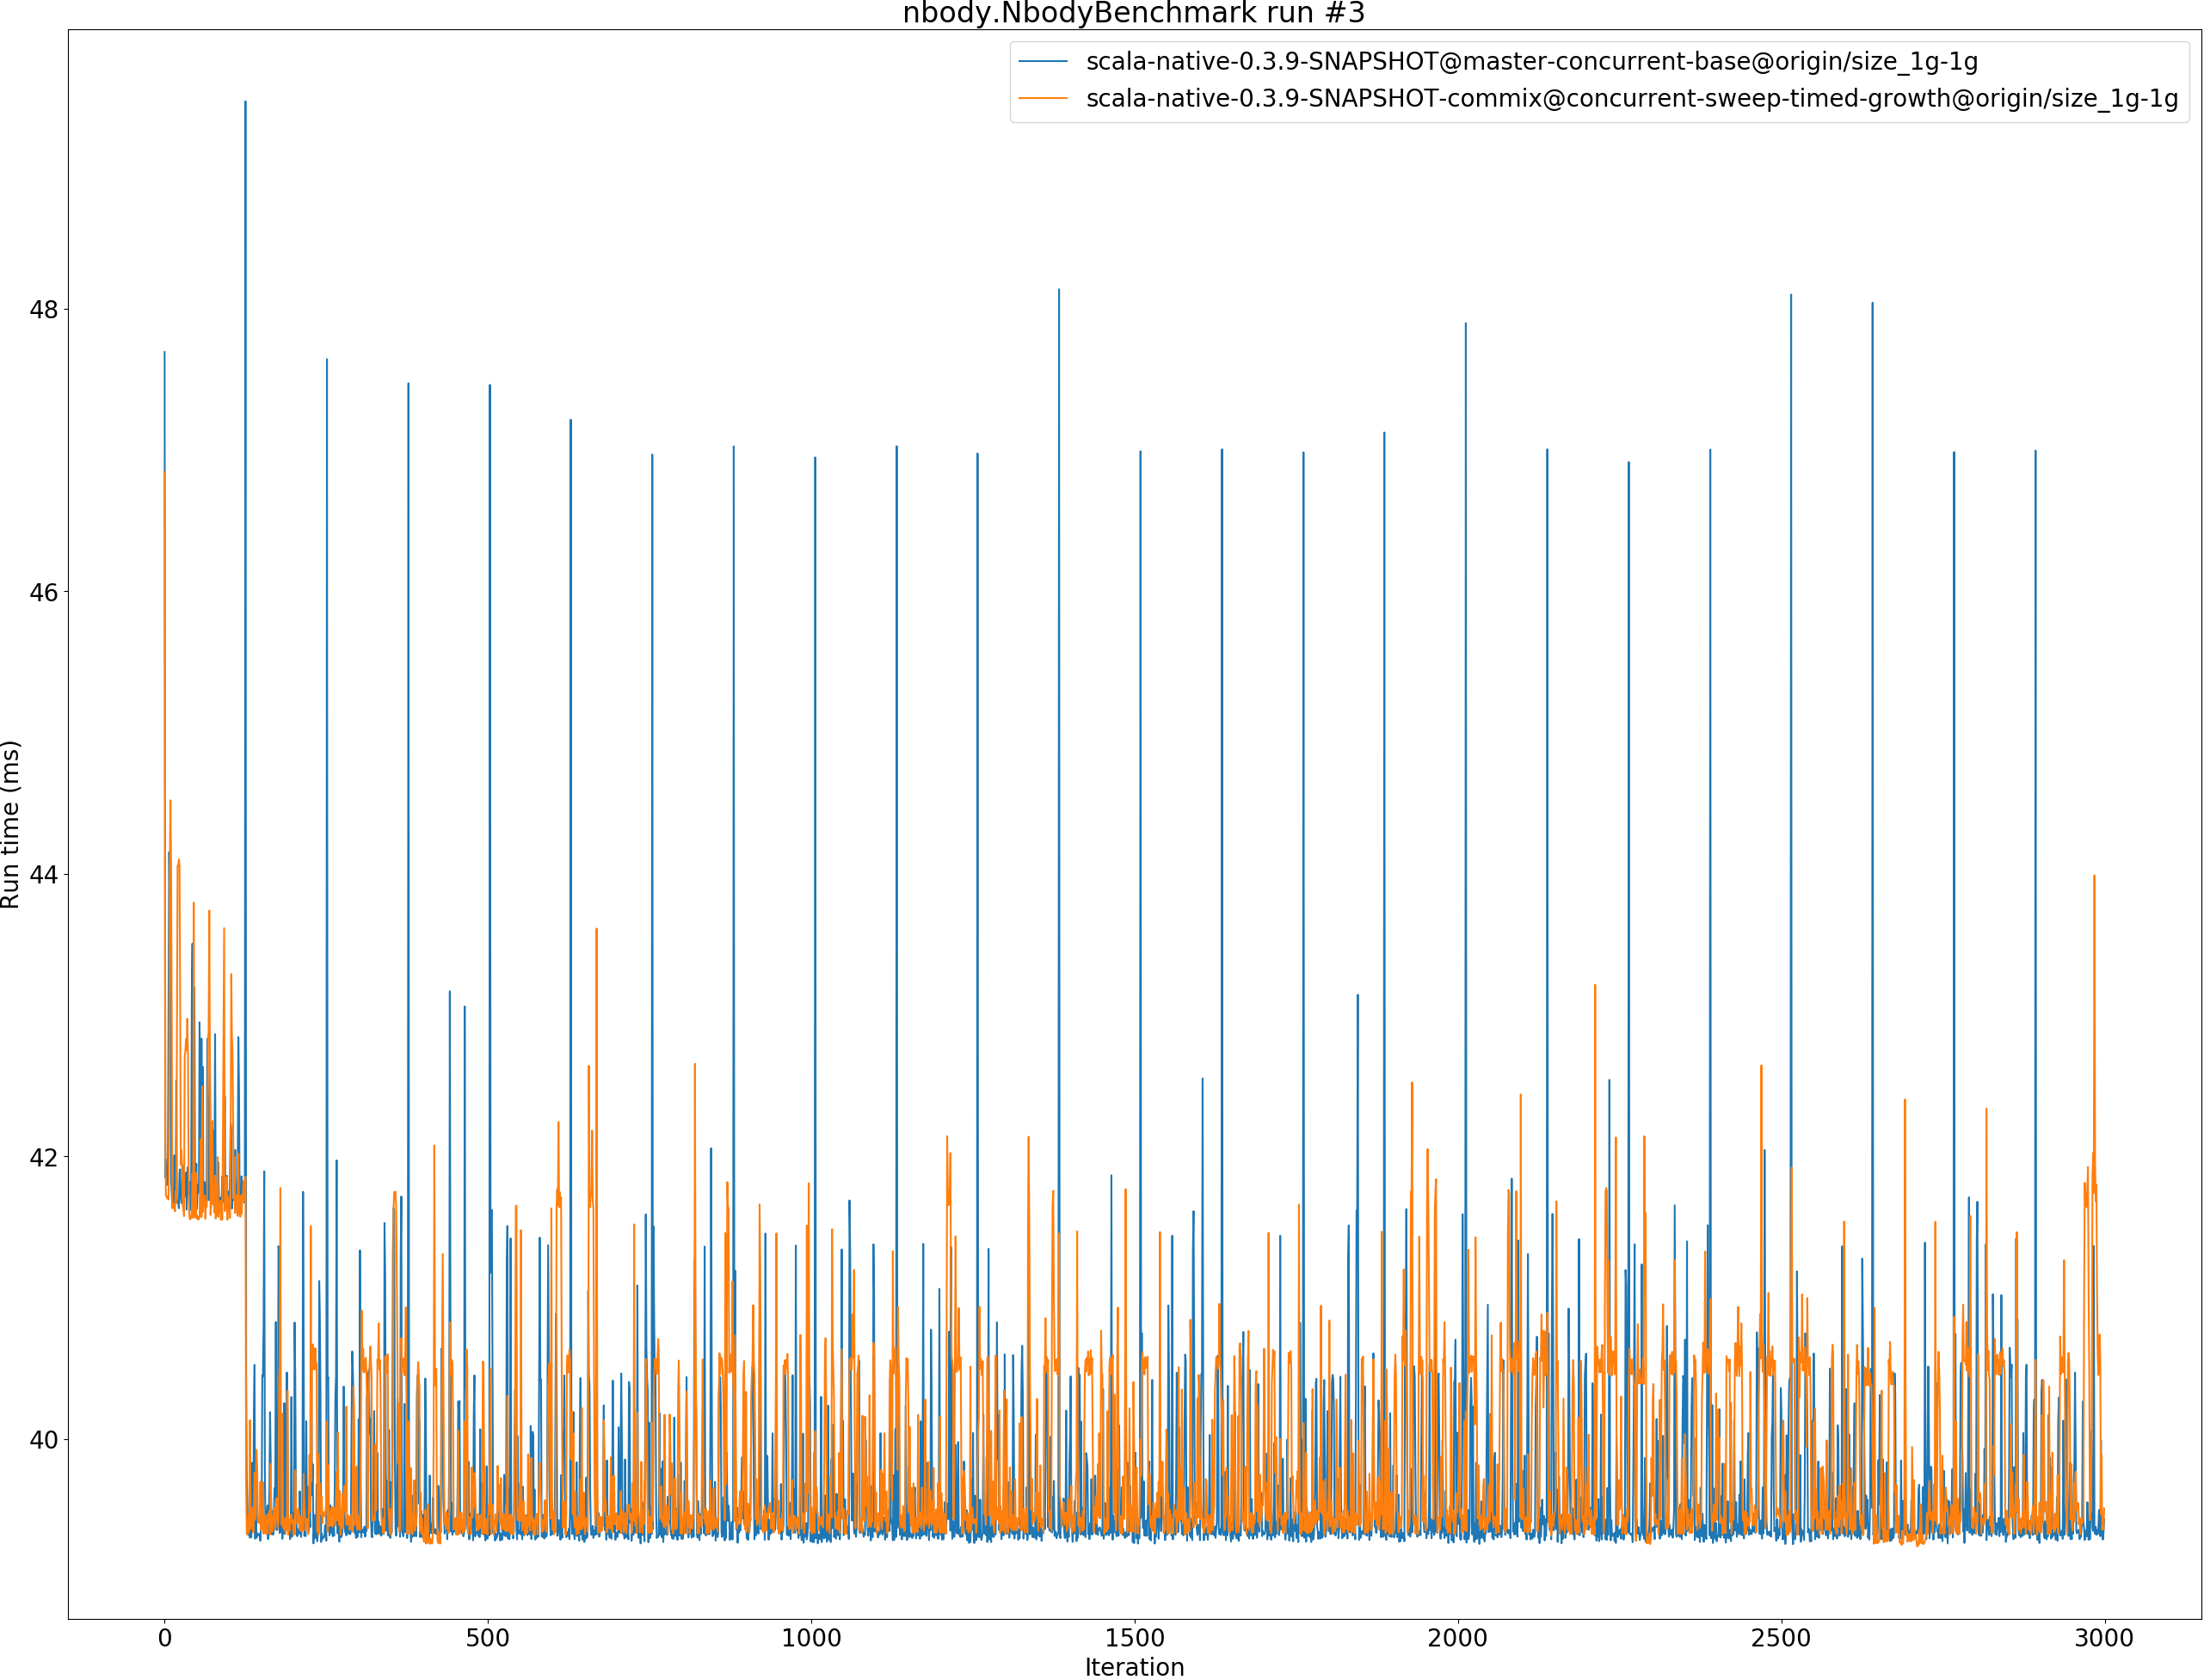 nbody.NbodyBenchmark run #3
scala-native-0.3.9-SNAPSHOT@master-concurrent-base@origin/size_1g-1g
scala-native-0.3.9-SNAPSHOT-commix@concurrent-sweep-timed-growth@origin/size_1g-1g
48
46
44
42
40
Run time (ms)
0 500 1000 1500 2000 2500 3000
Iteration